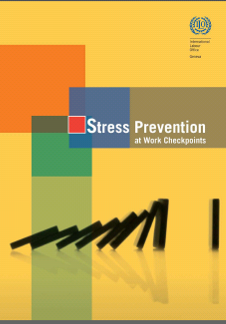 International
Labour
Office
Geneva
Stress Prevention
at Work Checkpoints